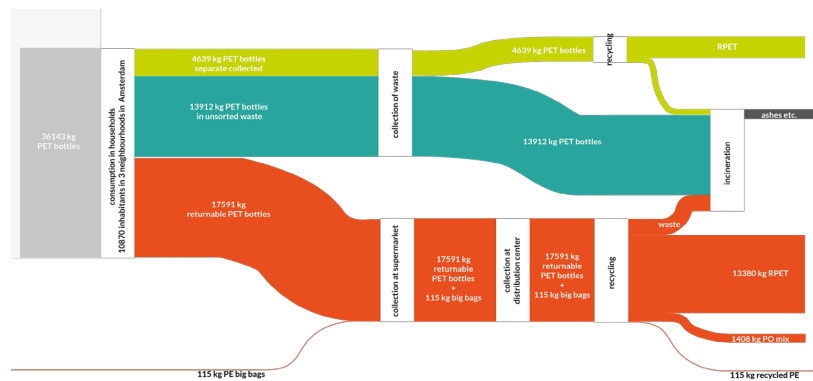 36143 kg
PET bottles
consumption in households
10870 inhabitants in 3 neighbourhoods in Amsterdam
4639 kg PET bottles
separate collected
13912 kg PET bottles
in unsorted waste
17591 kg
returnable PET bottles
115 kg PE big bags
collection of waste
collection at supermarket
4639 kg PET bottles
13912 kg PET bottles
17591 kg
returnable
PET bottles
+
115 kg big bags
collection at
distribution center
17591 kg
returnable
PET bottles
+
115 kg big bags
recycling
recycling
RPET
incineration
ashes etc.
waste
13380 kg RPET
1408 kg PO mix
115 kg recycled PE